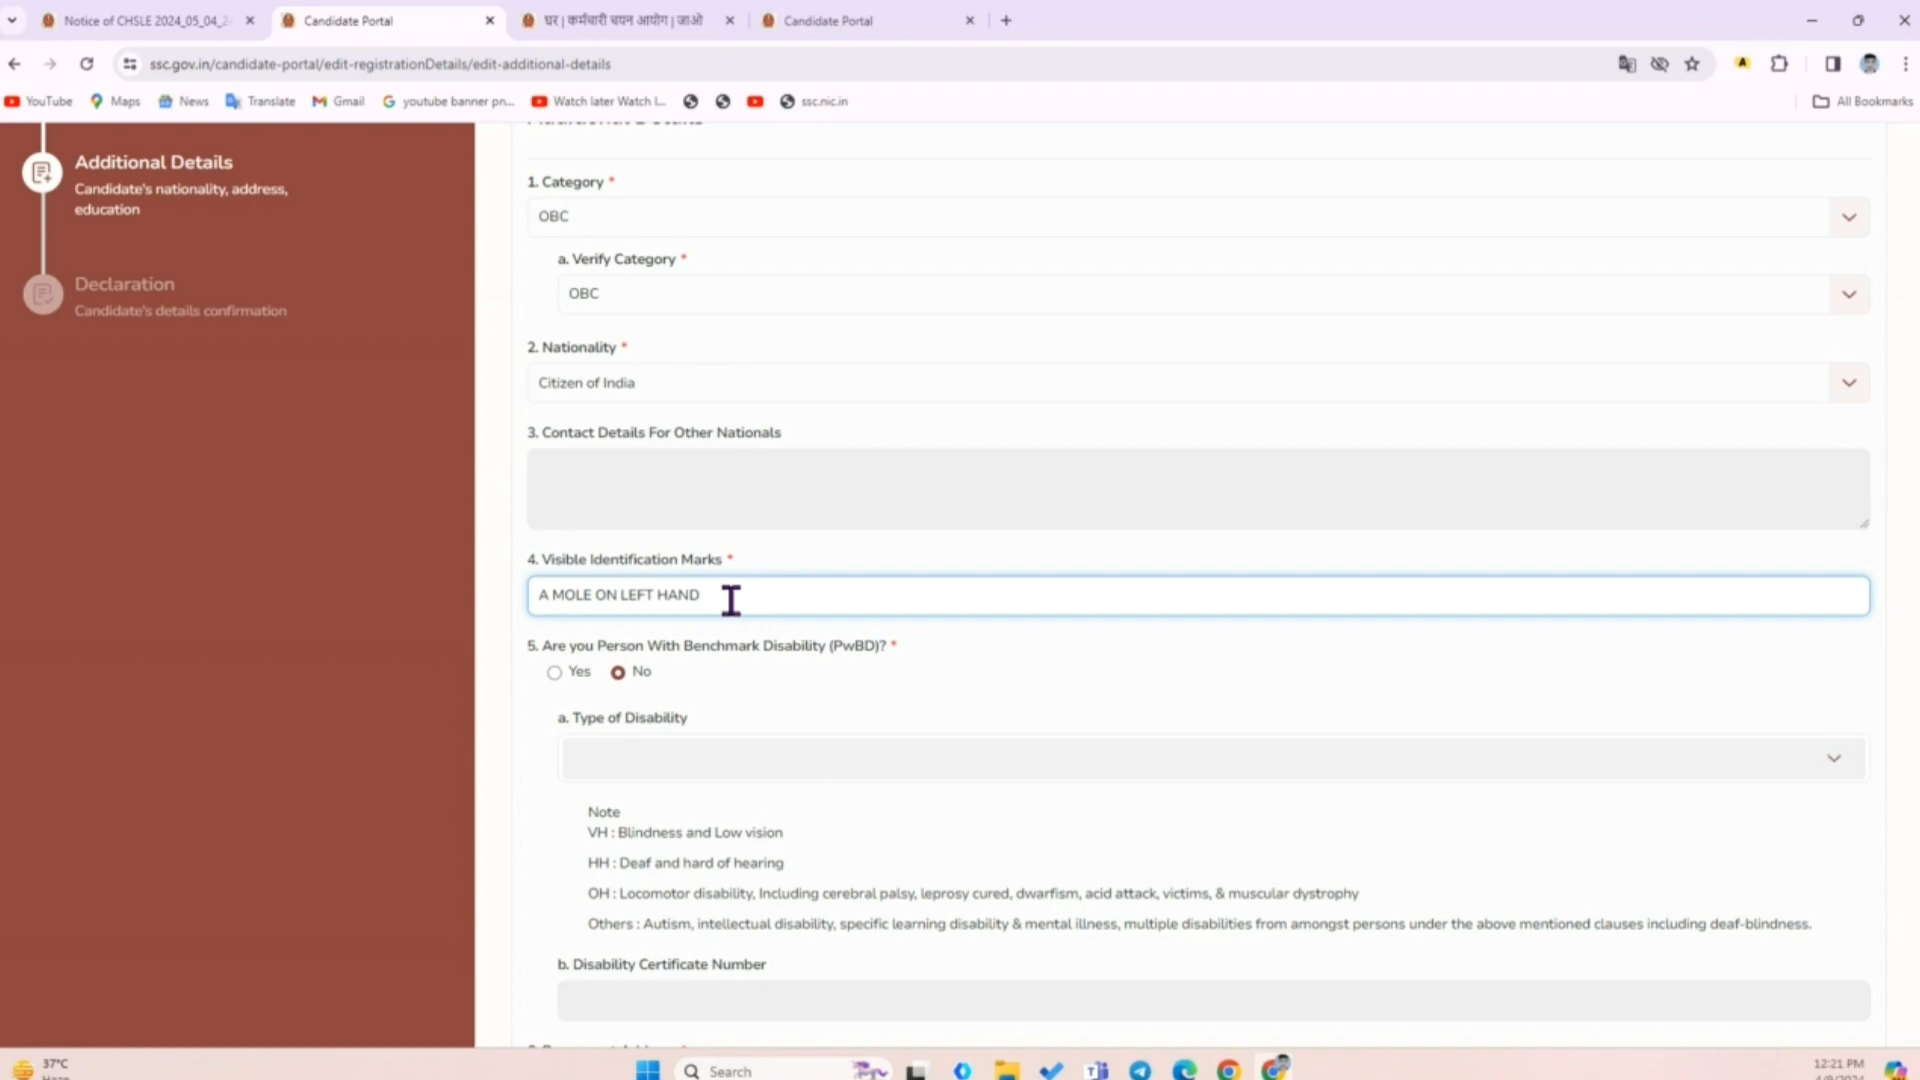 Notice of CHSLE 2024_05_04_2
Candidate Portal
घर | कर्मचारी चयन आयोग | जाओ
Candidate Portal
ssc.gov.in/candidate-portal/edit-registrationDetails/edit-additional-details
YouTube
Maps
News
Translate
Gmail
youtube banner pn...
Watch later Watch l...
ssc.nic.in
All Bookmarks
Additional Details
Candidate's nationality, address,
education
Declaration
Candidate's details confirmation
1. Category *
OBC
a. Verify Category *
OBC
2. Nationality *
Citizen of India
3. Contact Details For Other Nationals
4. Visible Identification Marks *
A MOLE ON LEFT HAND
5. Are you Person With Benchmark Disability (PwBD)? *
Yes
No
a. Type of Disability
Note
VH : Blindness and Low vision
HH : Deaf and hard of hearing
OH : Locomotor disability, Including cerebral palsy, leprosy cured, dwarfism, acid attack, victims, & muscular dystrophy
Others : Autism, intellectual disability, specific learning disability & mental illness, multiple disabilities from amongst persons under the above mentioned clauses including deaf-blindness.
b. Disability Certificate Number
37°C
Haze
Search
12:21 PM